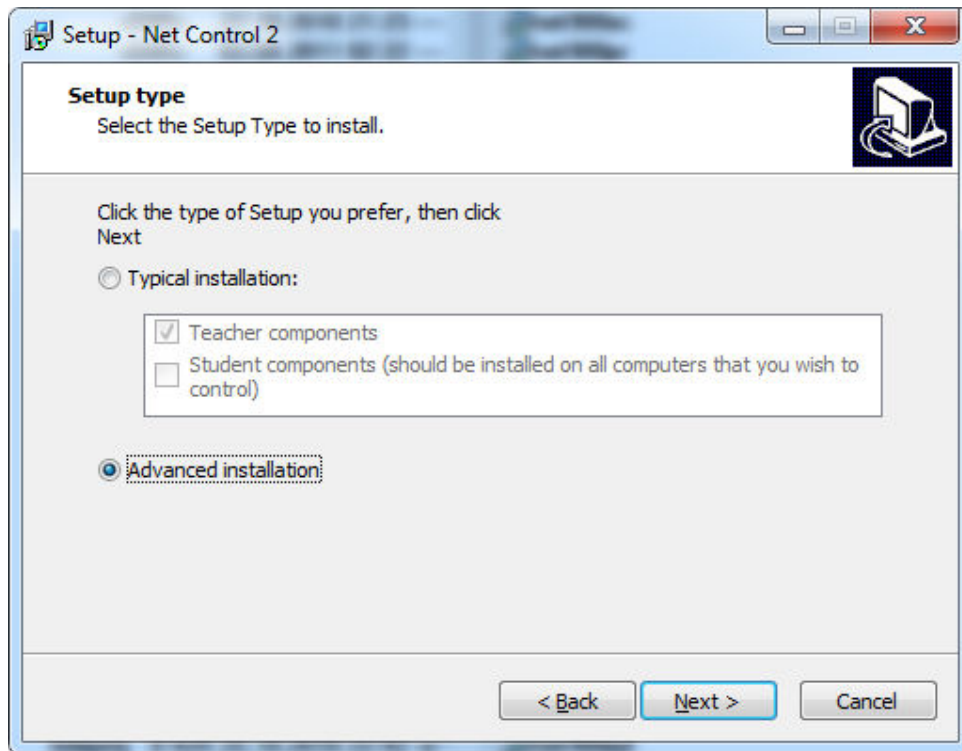 Setup - Net Control 2
Setup type
Select the Setup Type to install.
Click the type of Setup you prefer, then click
Next
Typical installation:
Teacher components
Student components (should be installed on all computers that you wish to
control)
Advanced installation
< Back
Next >
Cancel